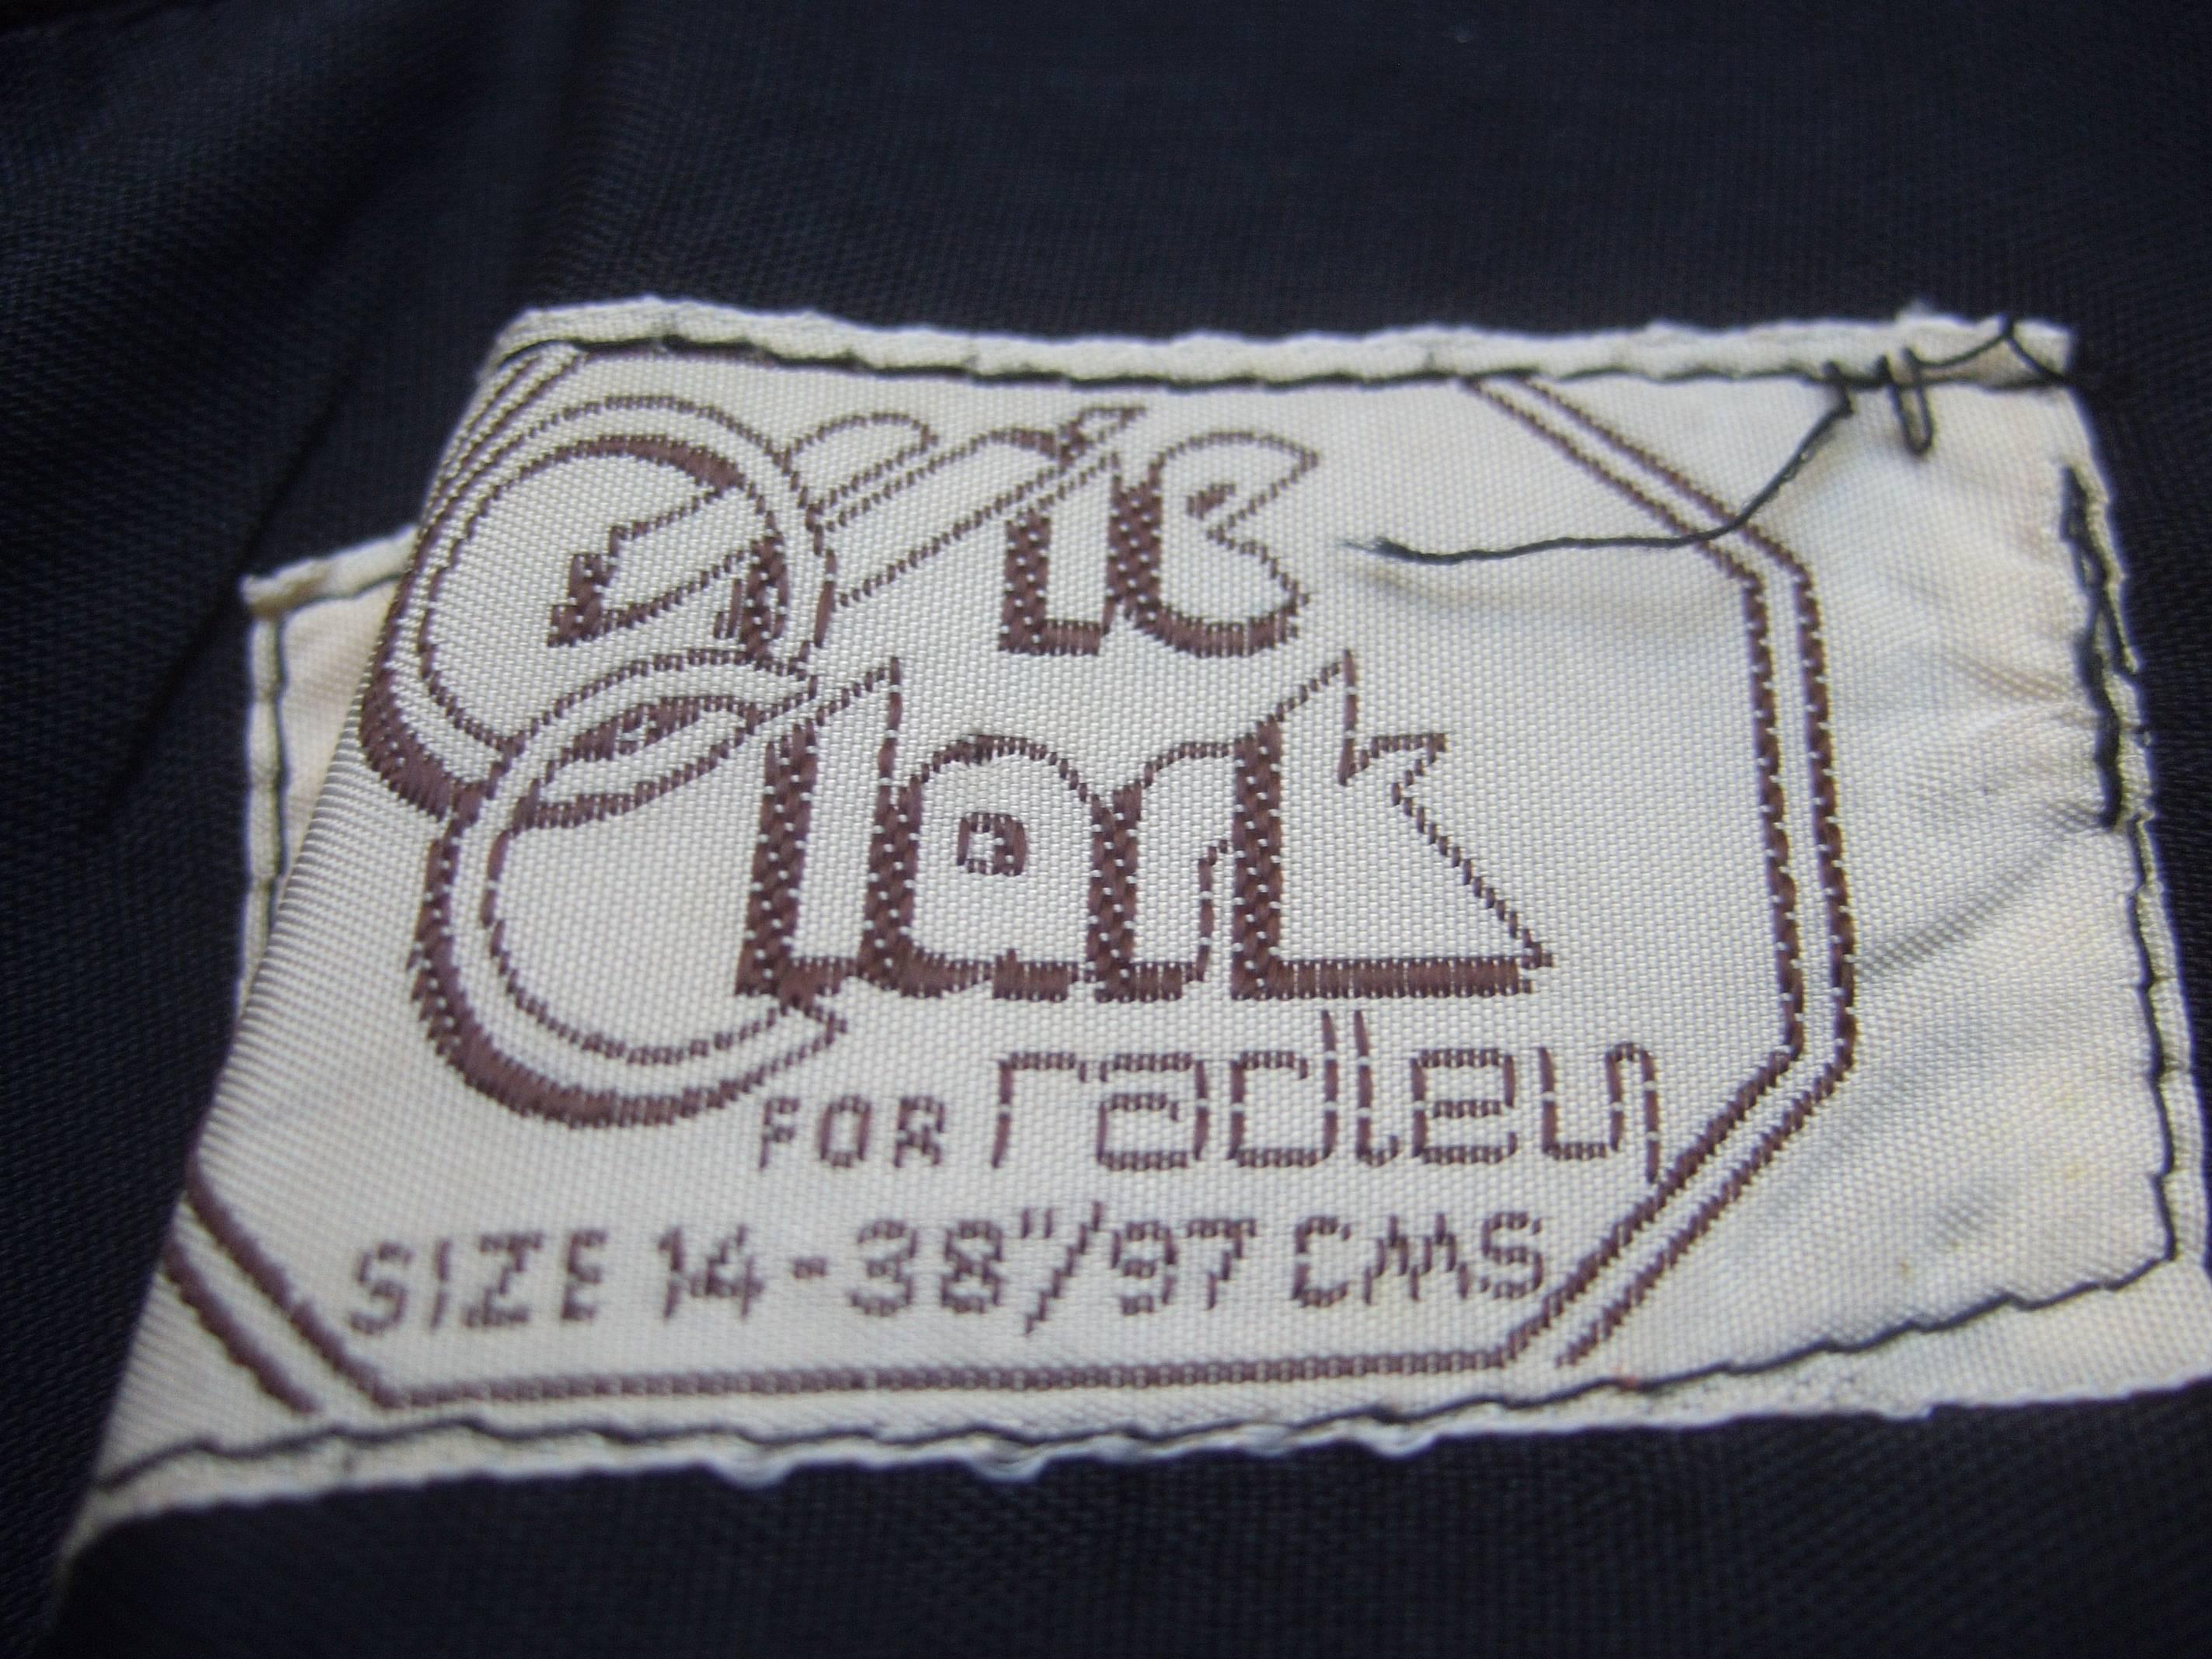 Ossie
Clark
FOR radley
SIZE 14-38"/97 CMS